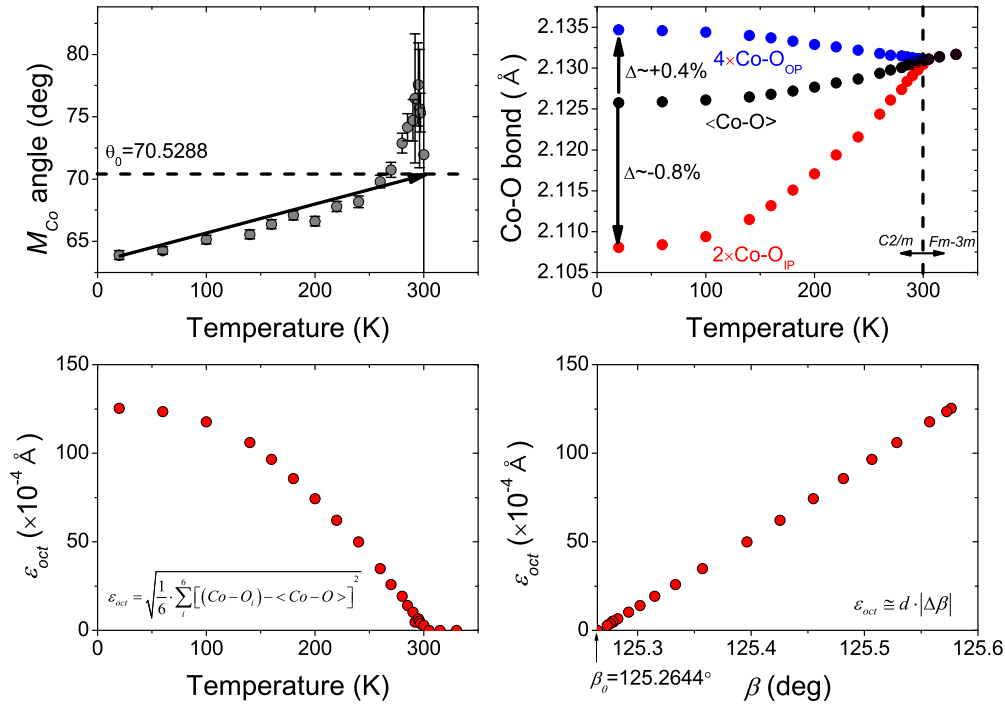 85
80
75
70
65
M_Co angle (deg)
θ₀=70.5288
0 100 200 300
Temperature (K)
2.135
2.130
2.125
2.120
2.115
2.110
2.105
Co-O bond (Å)
4×Co-O_OP
Δ~+0.4%
<Co-O>
Δ~-0.8%
2×Co-O_IP
C2/m Fm-3m
0 100 200 300 400
Temperature (K)
150
100
50
0
ε_oct (×10⁻⁴ Å)
ε_oct = √(1/6 · ∑_i^6 [(Co−O_i)−<Co−O>]²)
0 100 200 300
Temperature (K)
150
100
50
0
ε_oct (×10⁻⁴ Å)
ε_oct ≅ d·|Δβ|
125.3 125.4 125.5 125.6
β₀=125.2644°
β (deg)